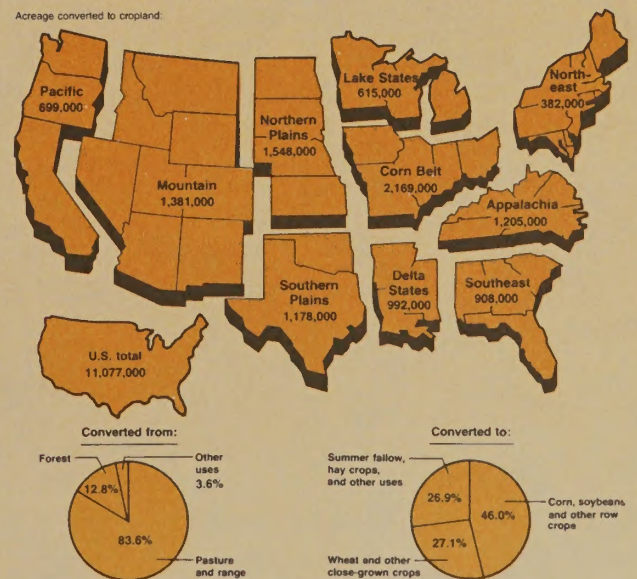 Acreage converted to cropland:
Pacific
699,000
Mountain
1,381,000
Northern
Plains
1,548,000
Lake States
615,000
Corn Belt
2,169,000
North-
east
382,000
Appalachia
1,205,000
Southern
Plains
1,178,000
Delta
States
992,000
Southeast
908,000
U.S. total
11,077,000
Converted from:
Forest
12.8%
Other
uses
3.6%
83.6%
Pasture
and range
Converted to:
Summer fallow,
hay crops,
and other uses
26.9%
46.0%
Corn, soybeans
and other row
crops
27.1%
Wheat and other
close-grown crops